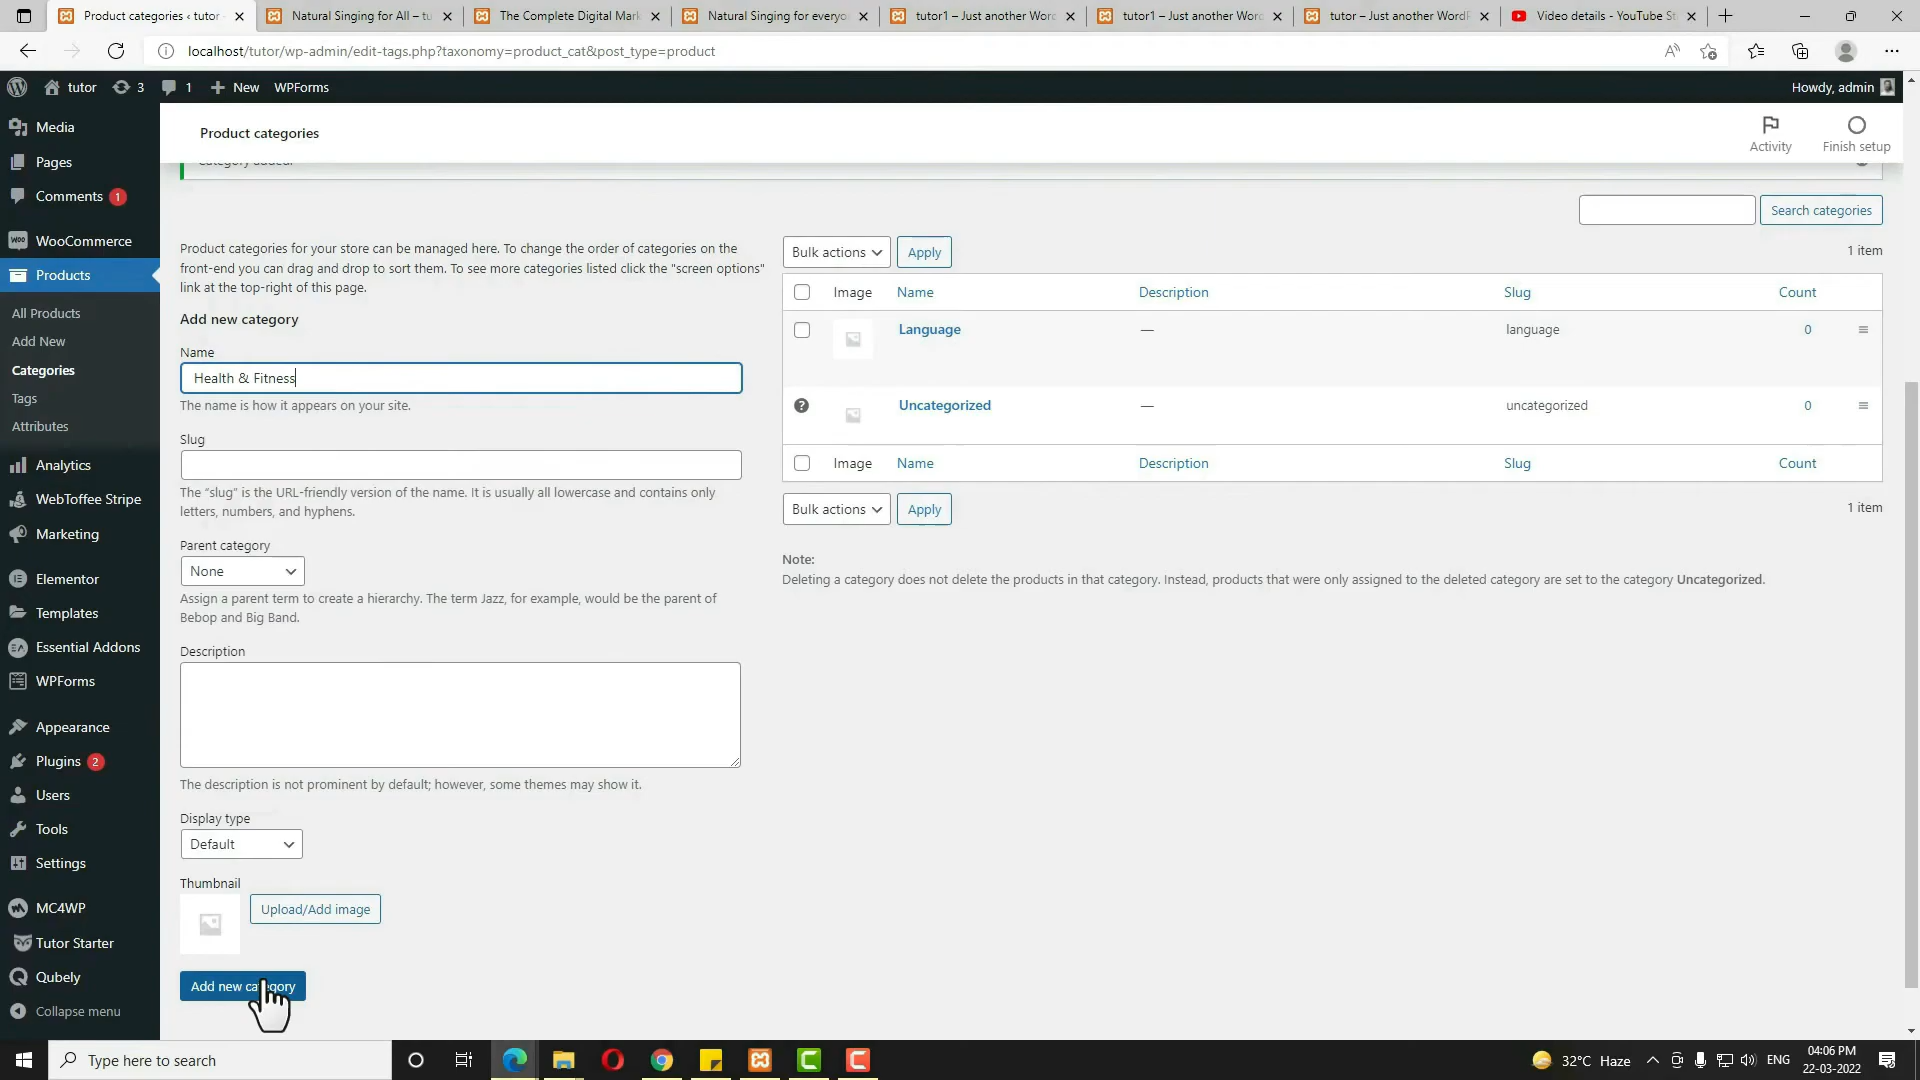 Product categories ‹ tutor
Natural Singing for All – tu
The Complete Digital Mark
Natural Singing for everyo
tutor1 – Just another Word
tutor1 – Just another Word
tutor – Just another WordP
Video details - YouTube St
localhost/tutor/wp-admin/edit-tags.php?taxonomy=product_cat&post_type=product
tutor
3
1
New
WPForms
Howdy, admin
Media
Pages
Comments 1
WooCommerce
Products
All Products
Add New
Categories
Tags
Attributes
Analytics
WebToffee Stripe
Marketing
Elementor
Templates
Essential Addons
WPForms
Appearance
Plugins 2
Users
Tools
Settings
MC4WP
Tutor Starter
Qubely
Collapse menu
Product categories
Activity
Finish setup
Category added.
Search categories
Product categories for your store can be managed here. To change the order of categories on the
front-end you can drag and drop to sort them. To see more categories listed click the "screen options"
link at the top-right of this page.
Add new category
Name
Health & Fitness
The name is how it appears on your site.
Slug
The “slug” is the URL-friendly version of the name. It is usually all lowercase and contains only
letters, numbers, and hyphens.
Parent category
None
Assign a parent term to create a hierarchy. The term Jazz, for example, would be the parent of
Bebop and Big Band.
Description
The description is not prominent by default; however, some themes may show it.
Display type
Default
Thumbnail
Upload/Add image
Add new category
Bulk actions
Apply
1 item
Image Name Description Slug Count
Language — language 0
Uncategorized — uncategorized 0
Image Name Description Slug Count
Bulk actions
Apply
1 item
Note:
Deleting a category does not delete the products in that category. Instead, products that were only assigned to the deleted category are set to the category Uncategorized.
Type here to search
32°C Haze
ENG
04:06 PM
22-03-2022